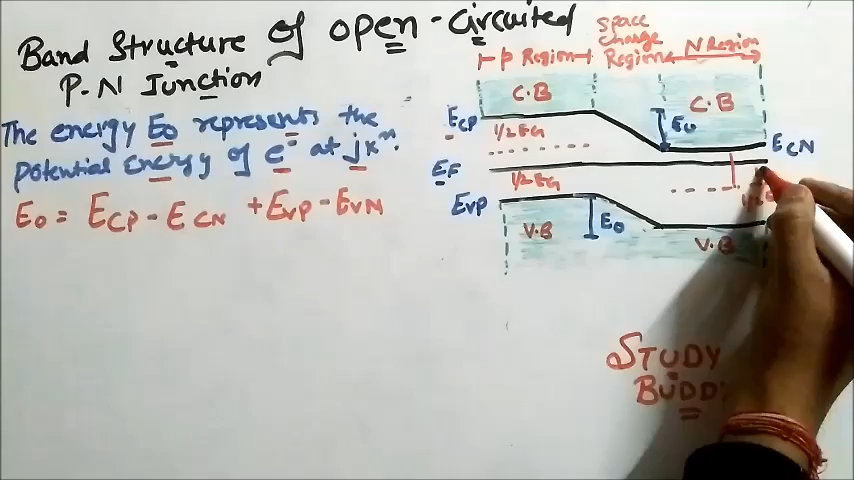 Band Structure of open-circuited
P-N Junction
The energy E0 represents the
potential energy of e- at jxn.
E0 = ECP - ECN + EVP - EVN
Space
Charge
Region
P Region
N Region
C.B
C.B
ECP
1/2 EG
E0
ECN
EF
1/2 EG
EVP
V.B
E0
V.B
STUDY
BUDD